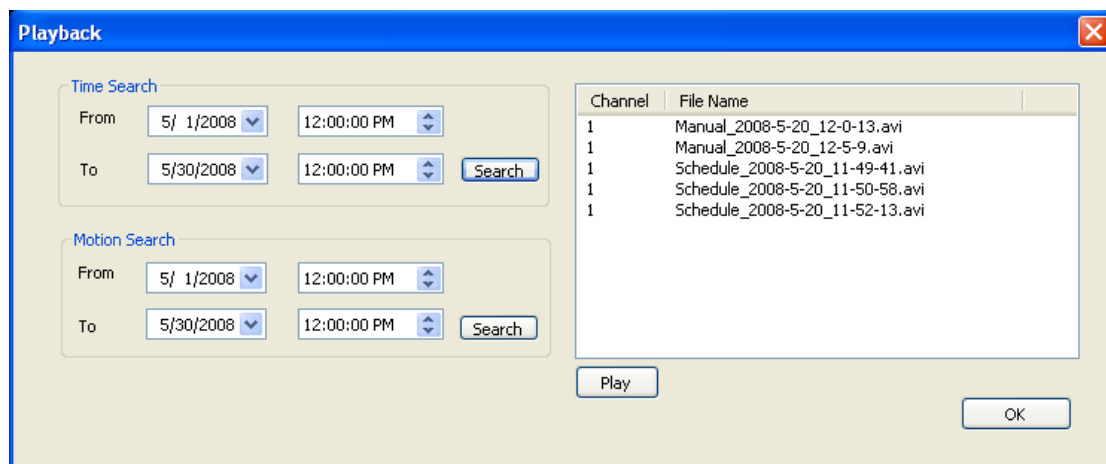 Playback
Time Search
From 5/ 1/2008 12:00:00 PM
To 5/30/2008 12:00:00 PM Search
Motion Search
From 5/ 1/2008 12:00:00 PM
To 5/30/2008 12:00:00 PM Search
Channel File Name
1 Manual_2008-5-20_12-0-13.avi
1 Manual_2008-5-20_12-5-9.avi
1 Schedule_2008-5-20_11-49-41.avi
1 Schedule_2008-5-20_11-50-58.avi
1 Schedule_2008-5-20_11-52-13.avi
Play
OK